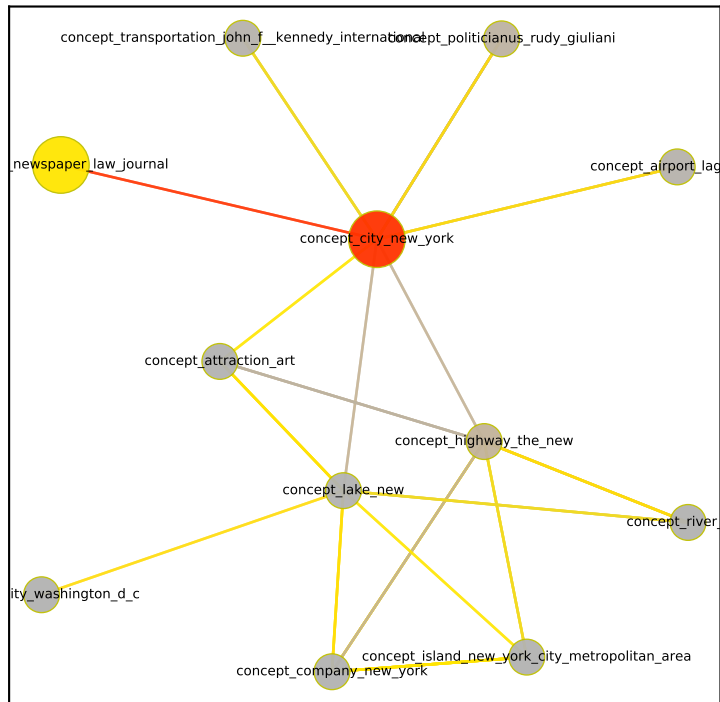 concept_transportation_john_f__kennedy_international
concept_politicianus_rudy_giuliani
_newspaper_law_journal
concept_airport_lag
concept_city_new_york
concept_attraction_art
concept_highway_the_new
concept_lake_new
concept_river_
ity_washington_d_c
concept_island_new_york_city_metropolitan_area
concept_company_new_york